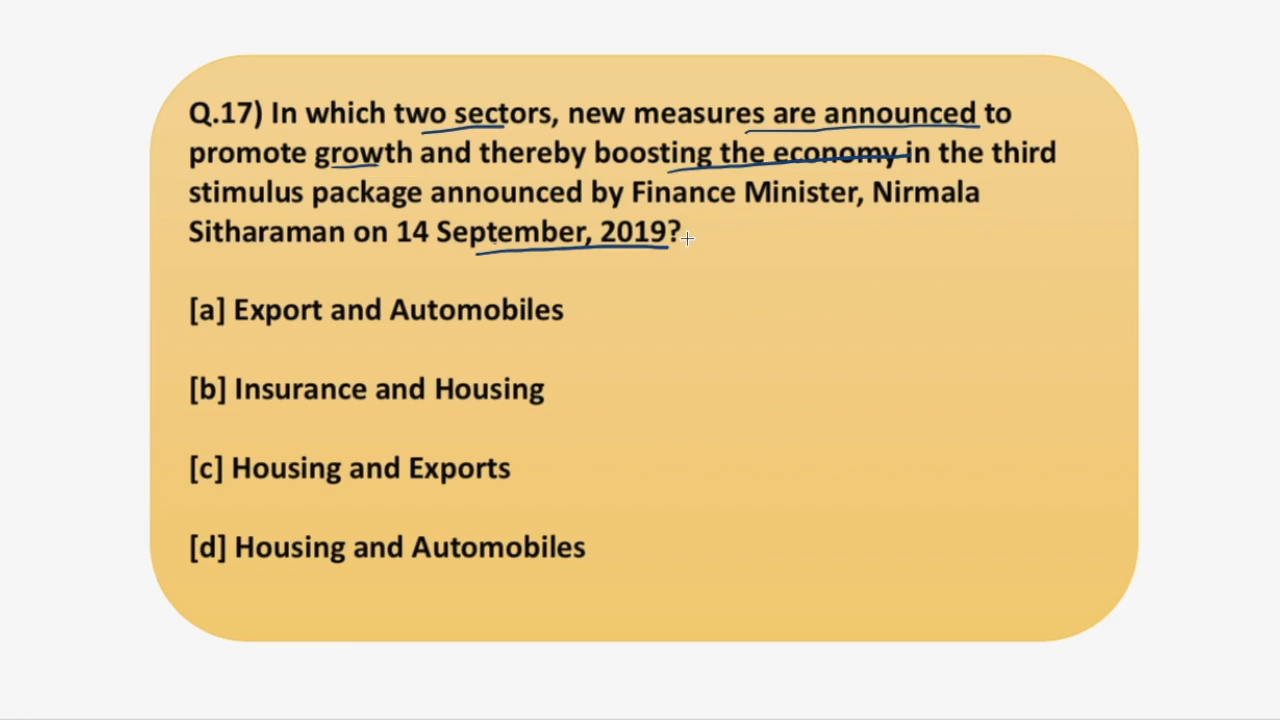 Q.17) In which two sectors, new measures are announced to
promote growth and thereby boosting the economy in the third
stimulus package announced by Finance Minister, Nirmala
Sitharaman on 14 September, 2019?
[a] Export and Automobiles
[b] Insurance and Housing
[c] Housing and Exports
[d] Housing and Automobiles